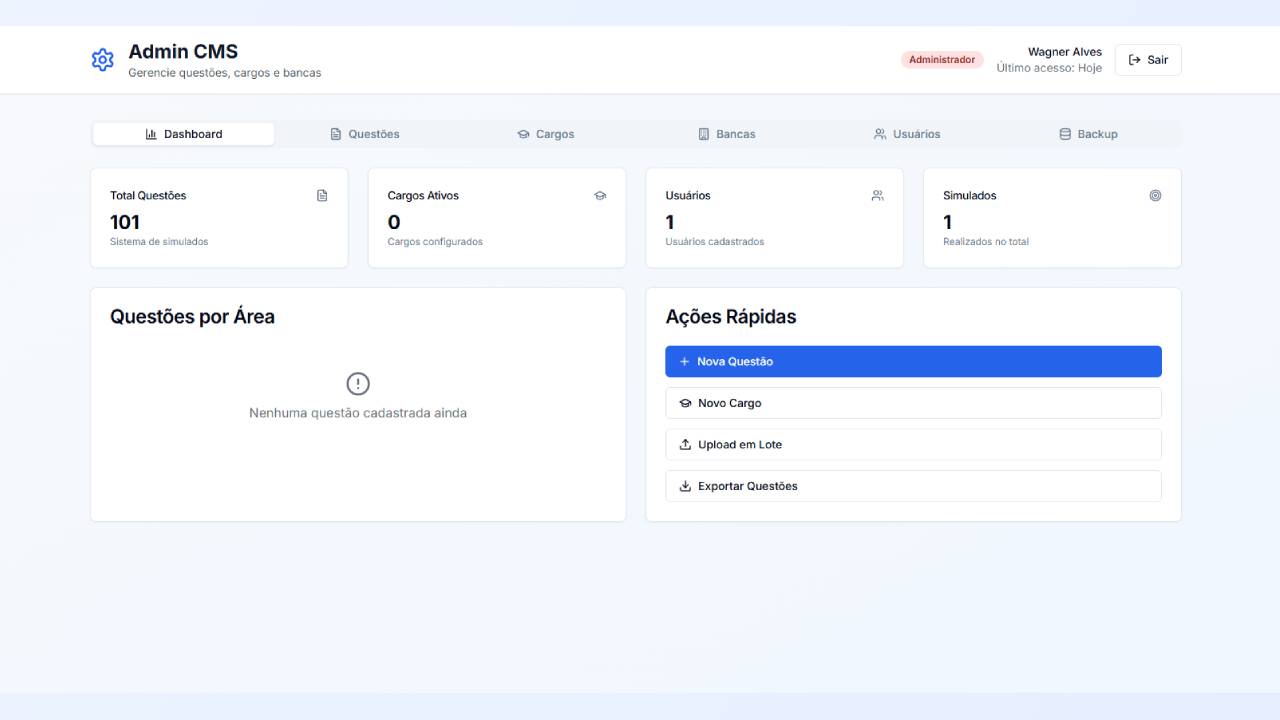 Admin CMS
Gerencie questões, cargos e bancas
Administrador
Wagner Alves
Último acesso: Hoje
Sair
Dashboard
Questões
Cargos
Bancas
Usuários
Backup
Total Questões
101
Sistema de simulados
Cargos Ativos
0
Cargos configurados
Usuários
1
Usuários cadastrados
Simulados
1
Realizados no total
Questões por Área
Nenhuma questão cadastrada ainda
Ações Rápidas
Nova Questão
Novo Cargo
Upload em Lote
Exportar Questões